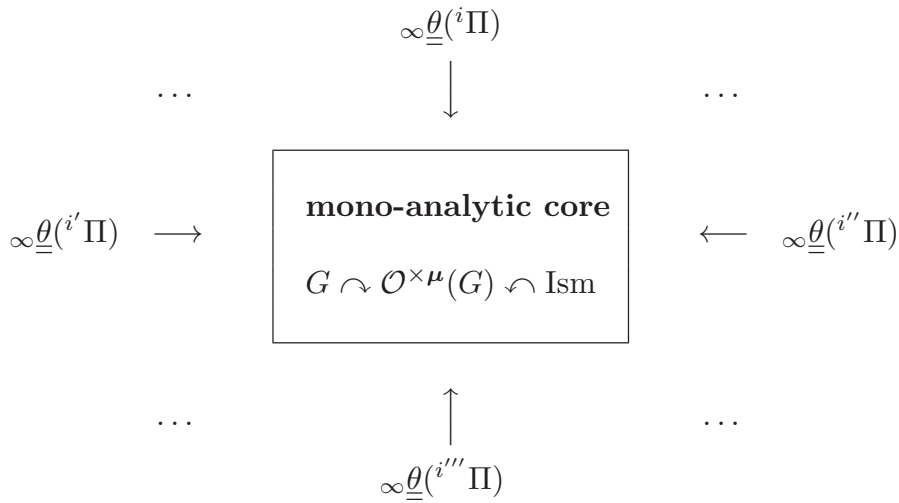 ∞θ̳(ⁱΠ)
… …
mono-analytic core
∞θ̳(ⁱ′Π) → ← ∞θ̳(ⁱ″Π)
G ↷ 𝒪^{×μ}(G) ↶ Ism
… …
∞θ̳(ⁱ‴Π)